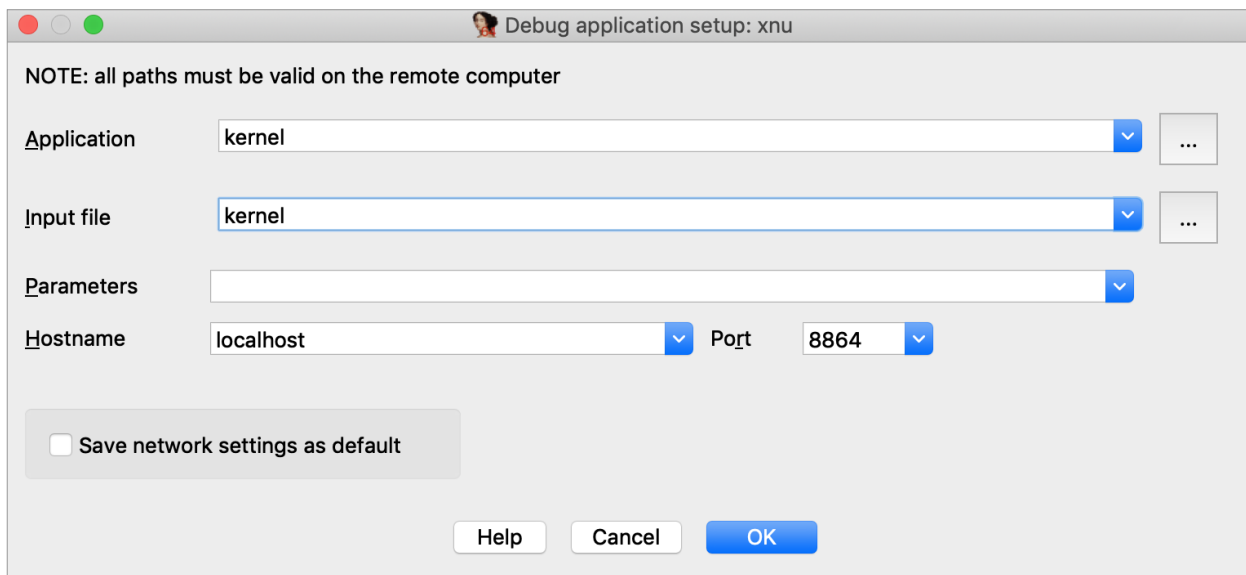 Debug application setup: xnu
NOTE: all paths must be valid on the remote computer
Application kernel ...
Input file kernel ...
Parameters
Hostname localhost Port 8864
Save network settings as default
Help Cancel OK